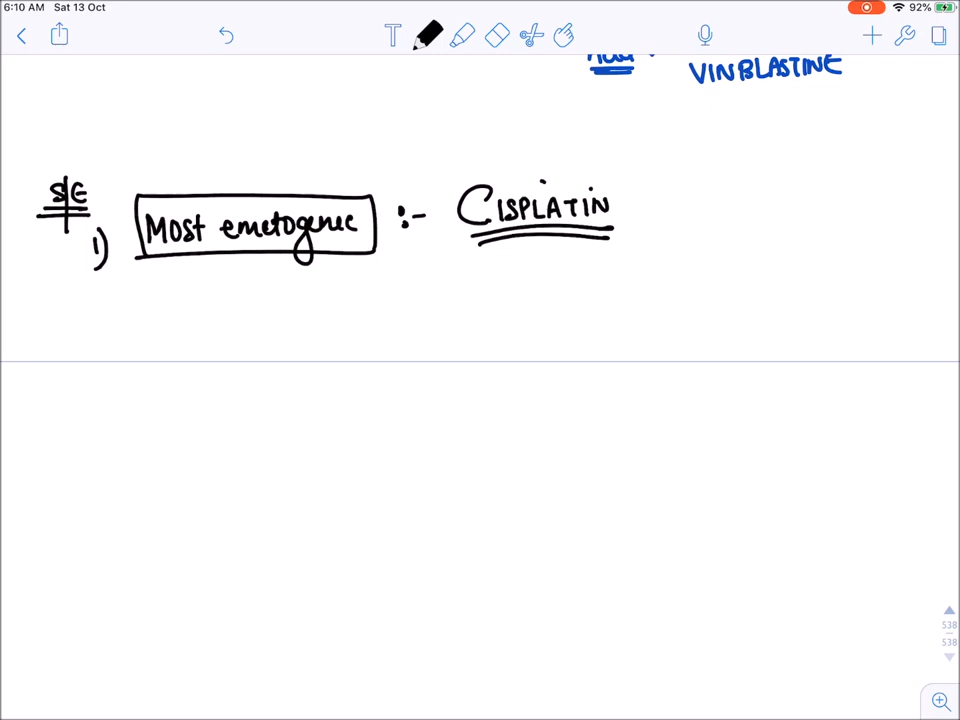 6:10 AM Sat 13 Oct 92%
T
VINBLASTINE
S/E
1) Most emetogenic :- CISPLATIN
538
538